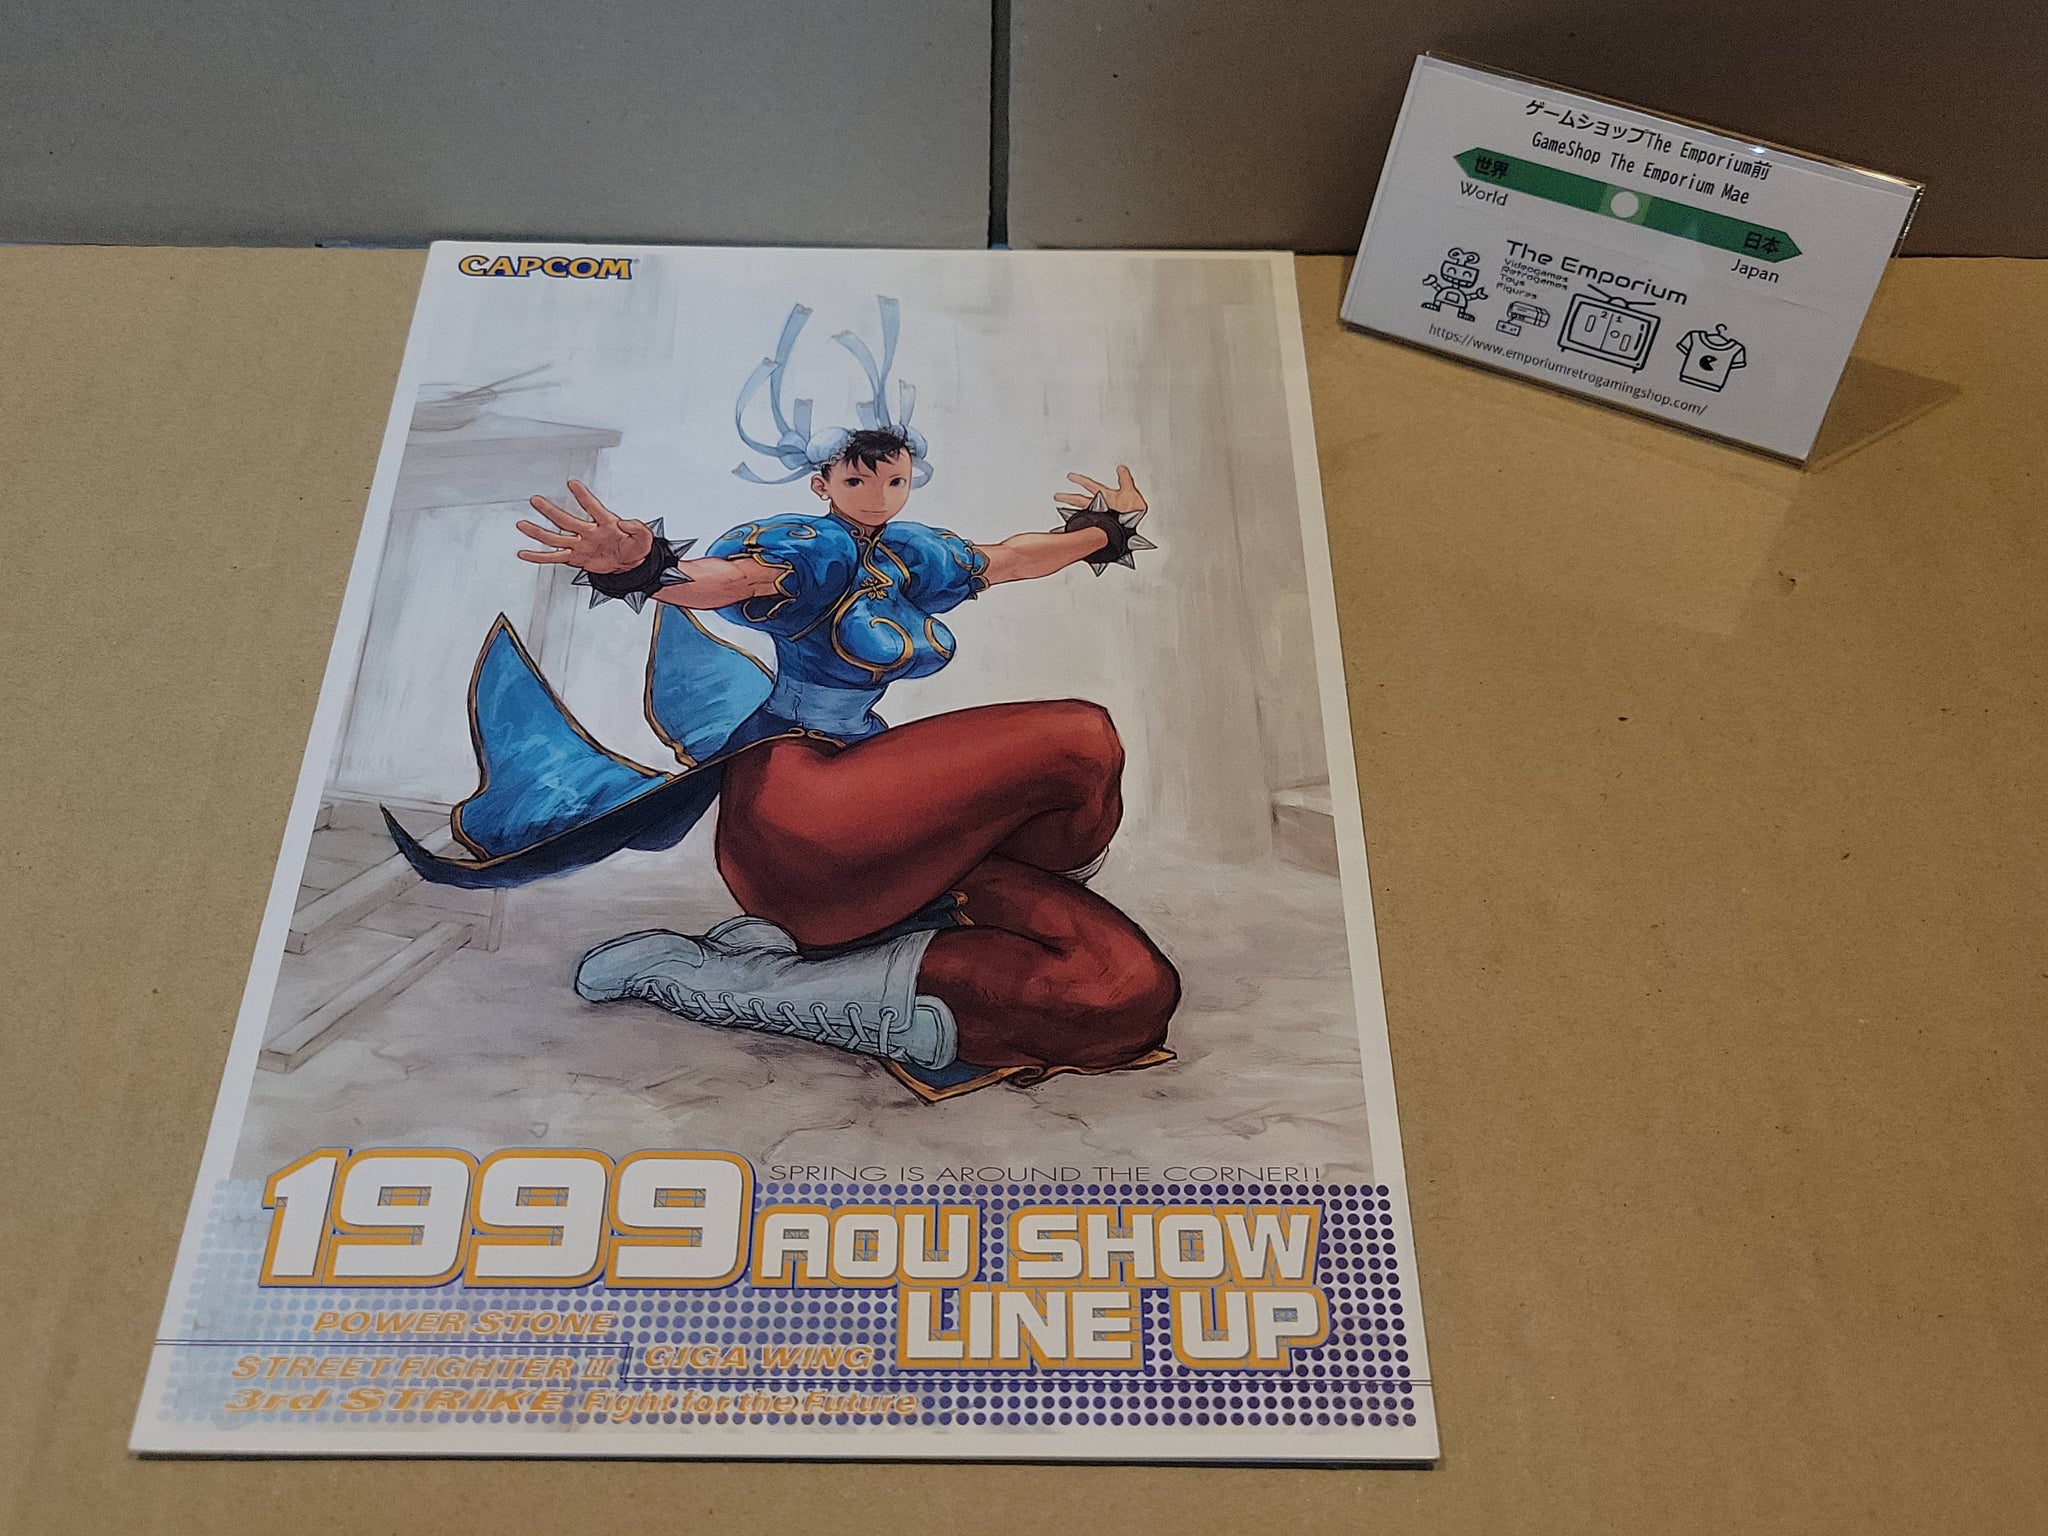 CAPCOM
SPRING IS AROUND THE CORNER!!
1999 AOU SHOW
LINE UP
POWER STONE
STREET FIGHTER III
GIGA WING
3rd STRIKE Fight for the Future
ゲームショップThe Emporium前
GameShop The Emporium Mae
世界
World
日本
Japan
The Emporium
Videogames
Retrogames
Toys
Figures
2 1
https://www.emporiumretrogamingshop.com/